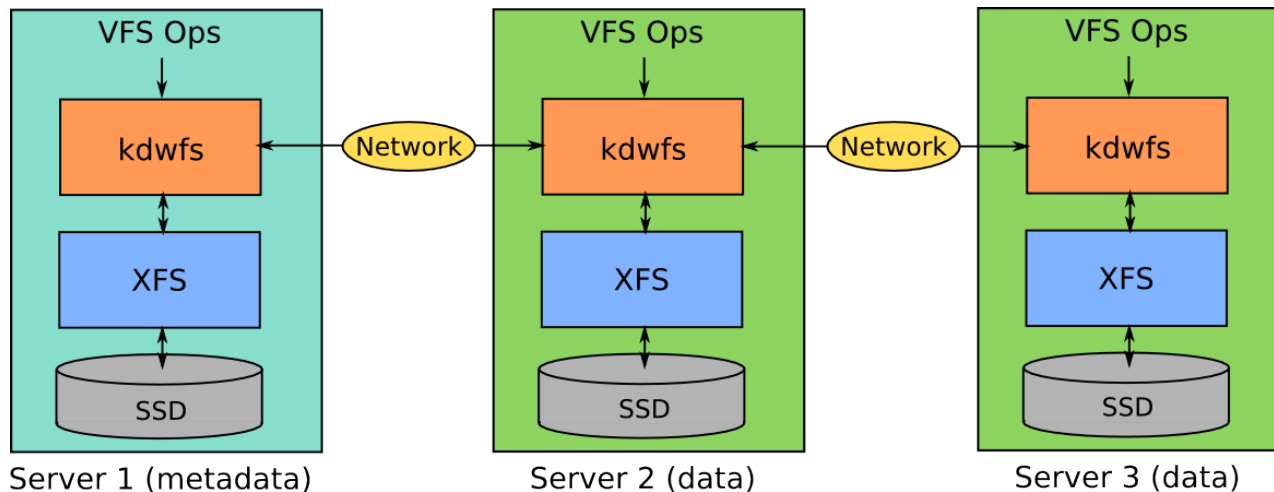 VFS Ops
kdwfs
XFS
SSD
Server 1 (metadata)
Network
VFS Ops
kdwfs
XFS
SSD
Server 2 (data)
Network
VFS Ops
kdwfs
XFS
SSD
Server 3 (data)